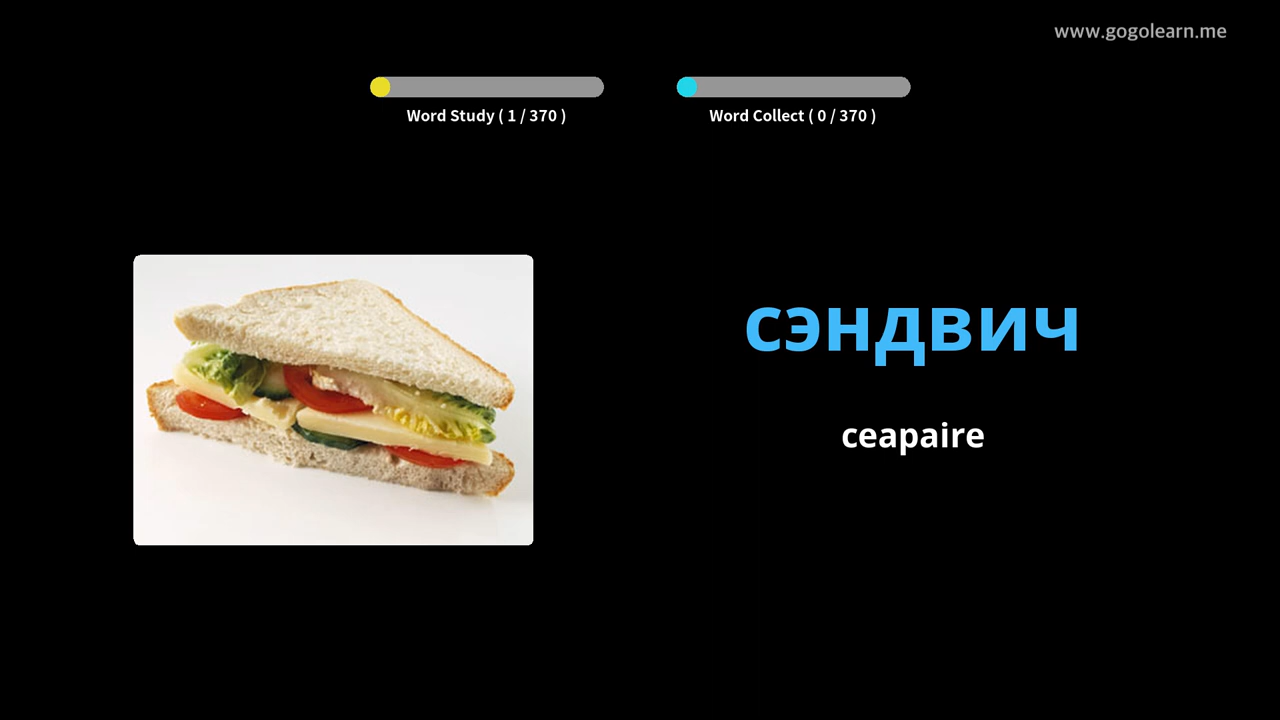 www.gogolearn.me
Word Study ( 1 / 370 )
Word Collect ( 0 / 370 )
сэндвич
ceapaire